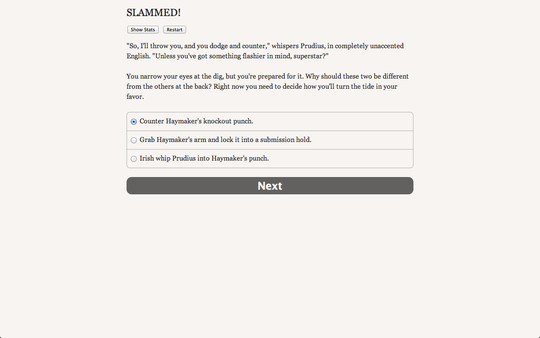 SLAMMED!
Show Stats Restart
"So, I'll throw you, and you dodge and counter," whispers Prudius, in completely unaccented
English. "Unless you've got something flashier in mind, superstar?"
You narrow your eyes at the dig, but you're prepared for it. Why should these two be different
from the others at the back? Right now you need to decide how you'll turn the tide in your
favor.
Counter Haymaker's knockout punch.
Grab Haymaker's arm and lock it into a submission hold.
Irish whip Prudius into Haymaker's punch.
Next